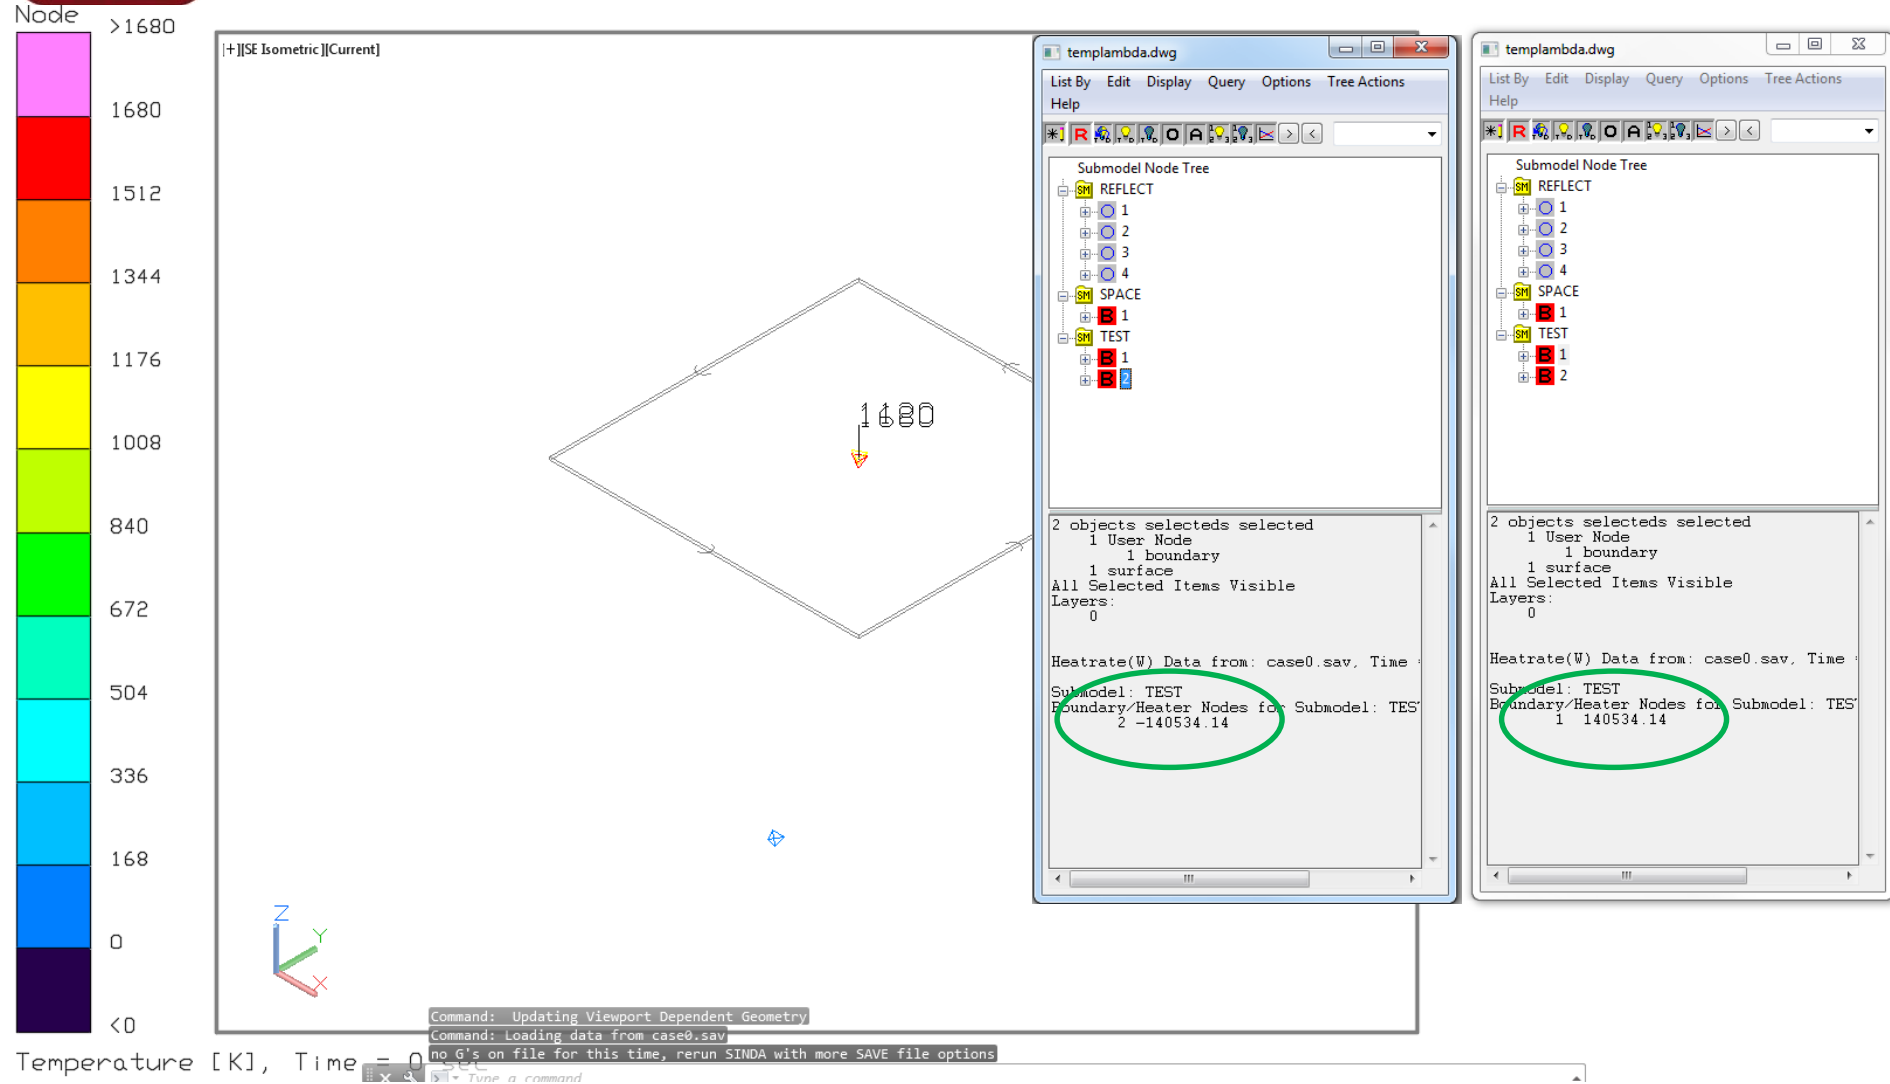 Node
>1680
1680
1512
1344
1176
1008
840
672
504
336
168
0
<0
Temperature [K], Time = 0 sec
[+][SE Isometric][Current]
Z
Y
X
templambda.dwg
List By Edit Display Query Options Tree Actions
Help
Submodel Node Tree
SM REFLECT
1
2
3
4
SM SPACE
B 1
SM TEST
B 1
B 2
2 objects selecteds selected
1 User Node
1 boundary
1 surface
All Selected Items Visible
Layers:
0
Heatrate(W) Data from: case0.sav, Time
Submodel: TEST
Boundary/Heater Nodes for Submodel: TES
2 -140534.14
templambda.dwg
List By Edit Display Query Options Tree Actions
Help
Submodel Node Tree
SM REFLECT
1
2
3
4
SM SPACE
B 1
SM TEST
B 1
B 2
2 objects selecteds selected
1 User Node
1 boundary
1 surface
All Selected Items Visible
Layers:
0
Heatrate(W) Data from: case0.sav, Time
Submodel: TEST
Boundary/Heater Nodes for Submodel: TES
1 140534.14
Command: Updating Viewport Dependent Geometry
Command: Loading data from case0.sav
no G's on file for this time, rerun SINDA with more SAVE file options
Type a command